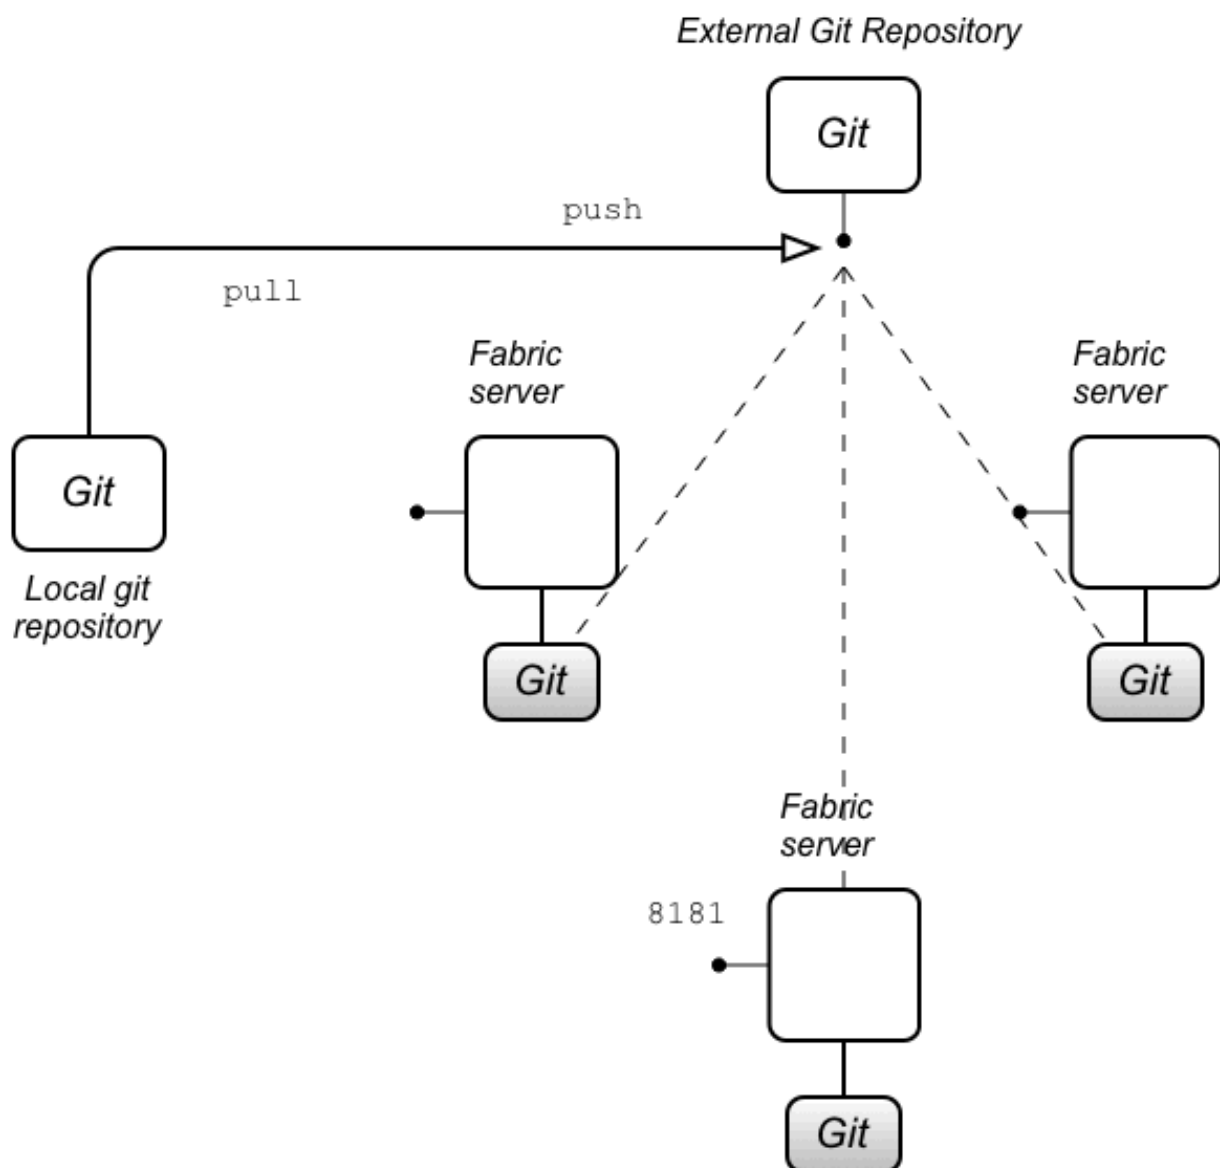 External Git Repository
Git
push
pull
Fabric
server
Fabric
server
Git
Local git
repository
Git
Git
Fabric
server
8181
Git